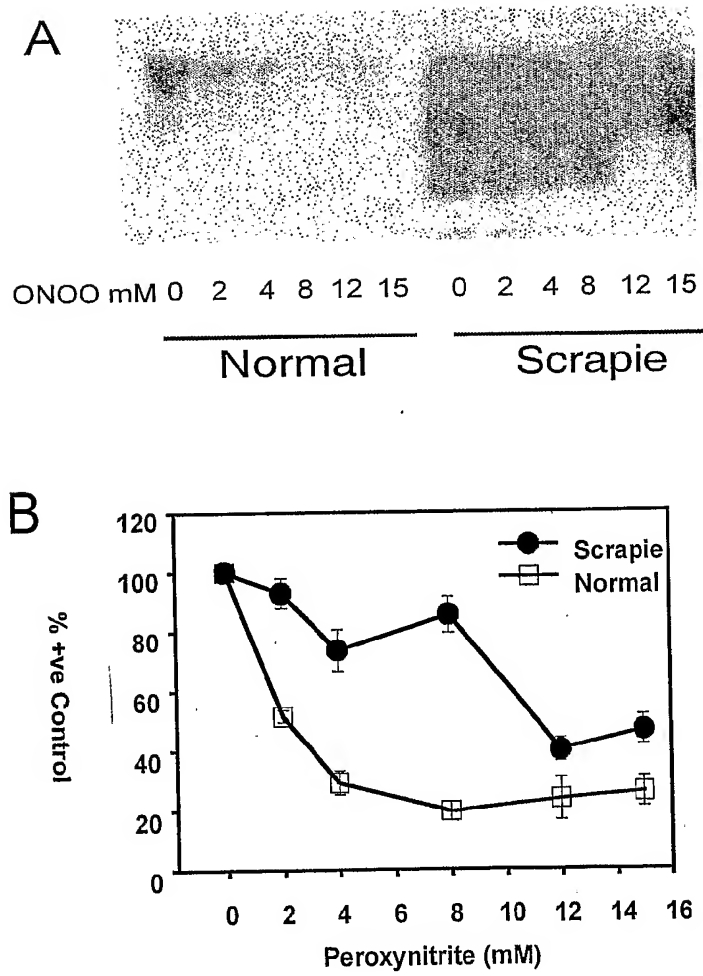 A
ONOO mM 0 2 4 8 12 15 0 2 4 8 12 15
Normal Scrapie
B
120
100
80
60
40
20
0
% +ve Control
Scrapie
Normal
0 2 4 6 8 10 12 14 16
Peroxynitrite (mM)